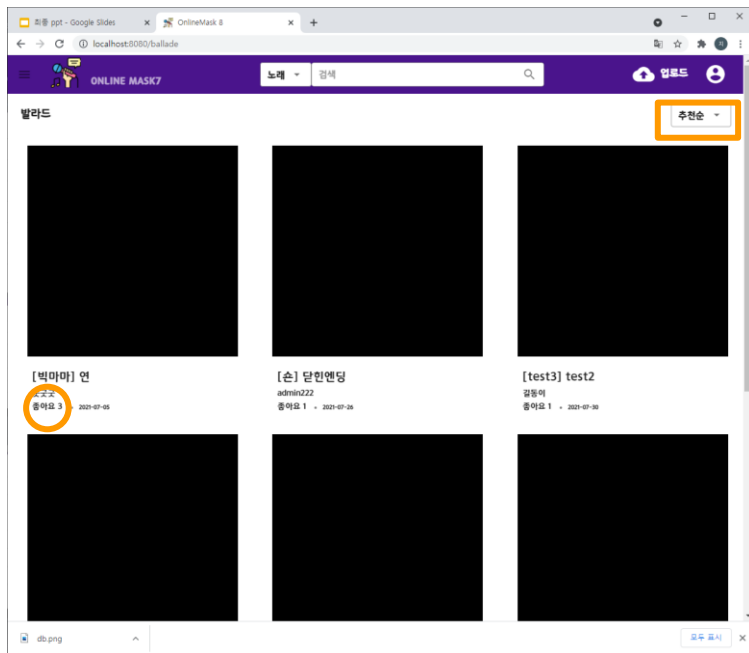 최종 ppt - Google Slides
OnlineMask 8
localhost:8080/ballade
ONLINE MASK7
노래
검색
업로드
발라드
추천순
[빅마마] 연
좋아요 3 • 2021-07-05
[숀] 닫힌엔딩
admin222
좋아요 1 • 2021-07-26
[test3] test2
길동이
좋아요 1 • 2021-07-30
db.png
모두 표시